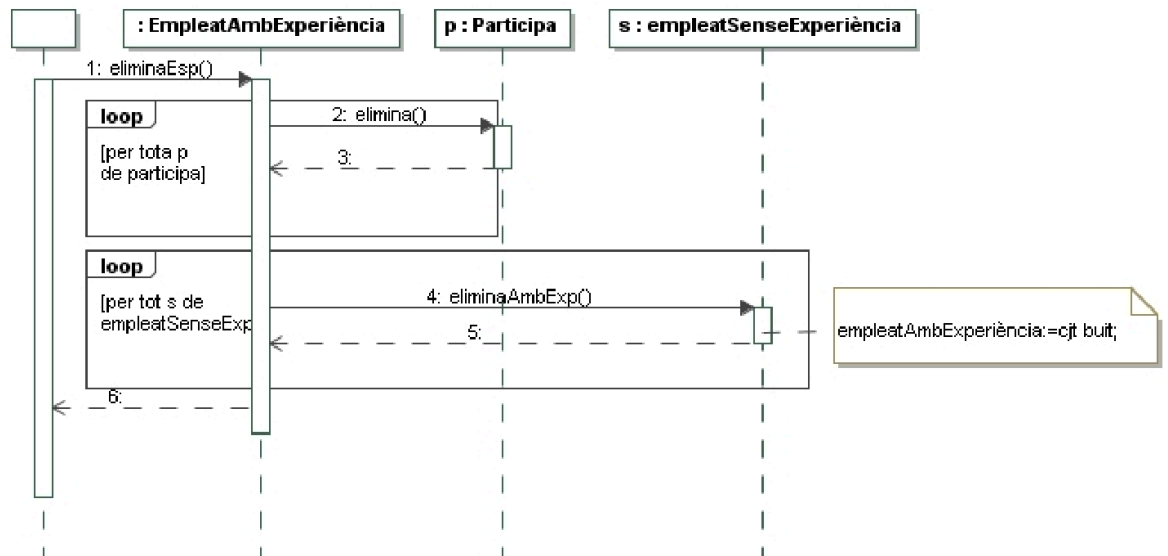 : EmpleatAmbExperiència
p : Participa
s : empleatSenseExperiència
1: eliminaEsp()
loop
2: elimina()
[per tota p
de participa]
3:
loop
[per tot s de
empleatSenseExp
4: eliminaAmbExp()
5:
empleatAmbExperiència:=cjt buit;
6: